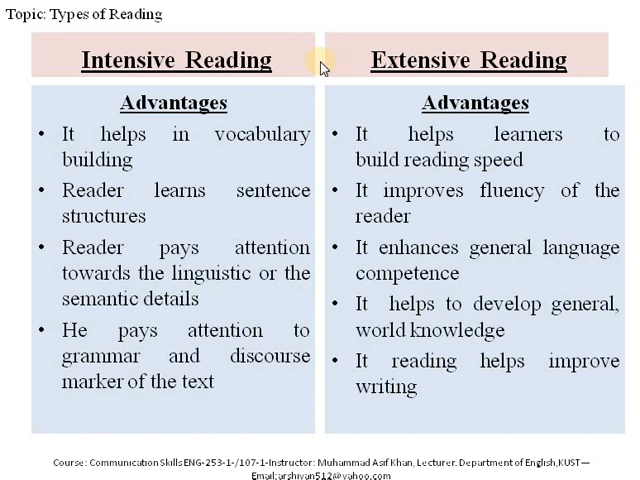 Topic: Types of Reading
Intensive Reading
Extensive Reading
Advantages
• It helps in vocabulary
building
• Reader learns sentence
structures
• Reader pays attention
towards the linguistic or the
semantic details
• He pays attention to
grammar and discourse
marker of the text
Advantages
• It helps learners to
build reading speed
• It improves fluency of the
reader
• It enhances general language
competence
• It helps to develop general,
world knowledge
• It reading helps improve
writing
Course: Communication Skills ENG-253-1-/107-1-Instructor: Muhammad Asif Khan, Lecturer. Department of English,KUST—
Email;arshivan512@yahoo.com